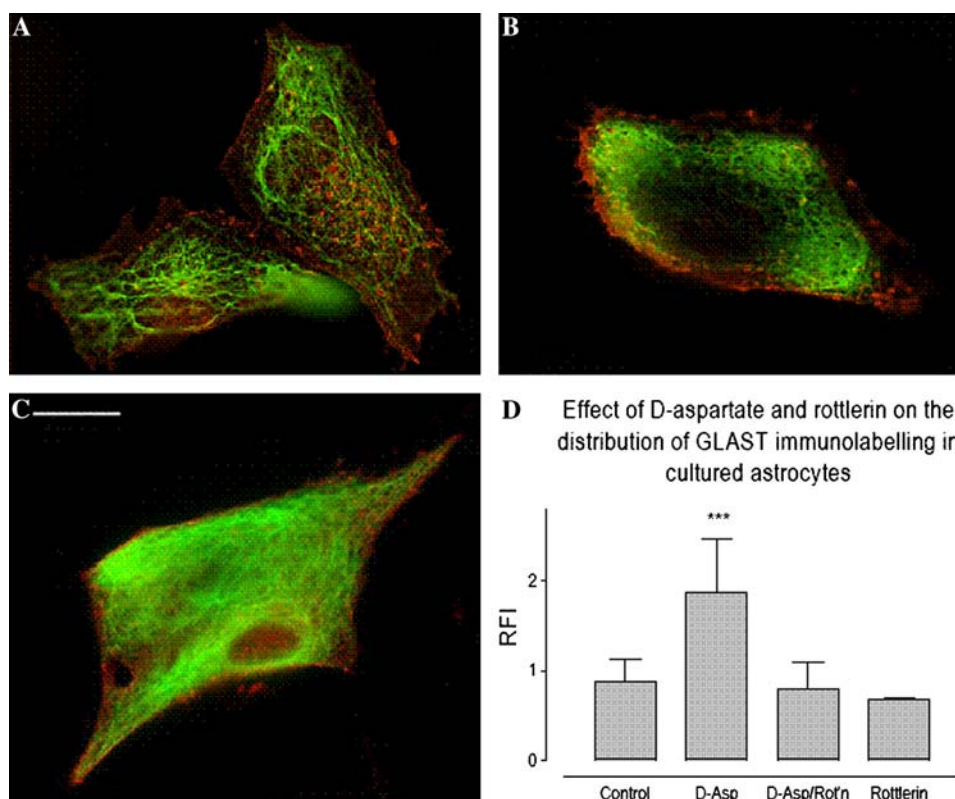 A
B
C
D
Effect of D-aspartate and rottlerin on the
distribution of GLAST immunolabelling in
cultured astrocytes
***
2
RFI
1
0
Control D-Asp D-Asp/Rot'n Rottlerin